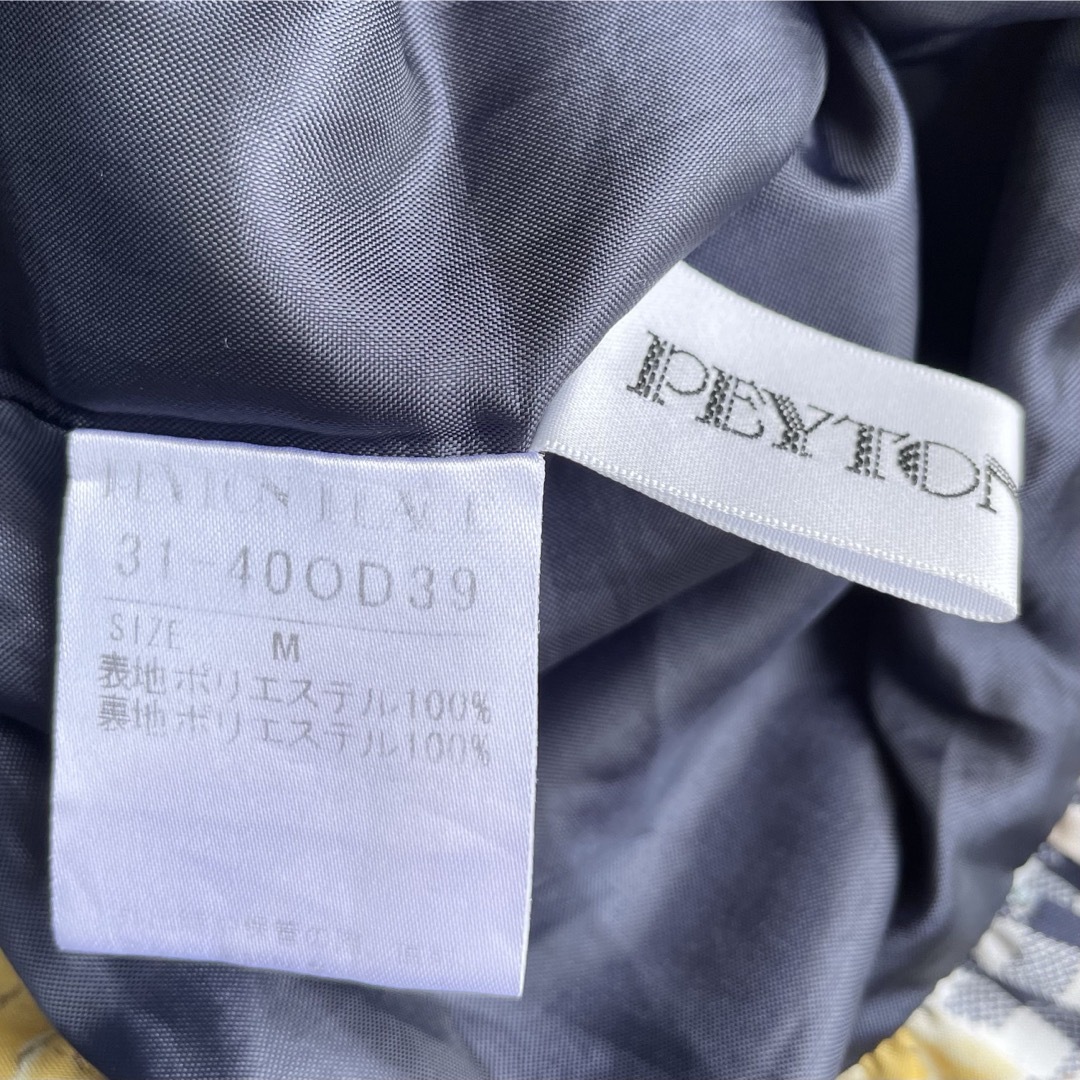 31-400D39
SIZE M
表地 ポリエステル100%
裏地 ポリエステル100%
PEYTON